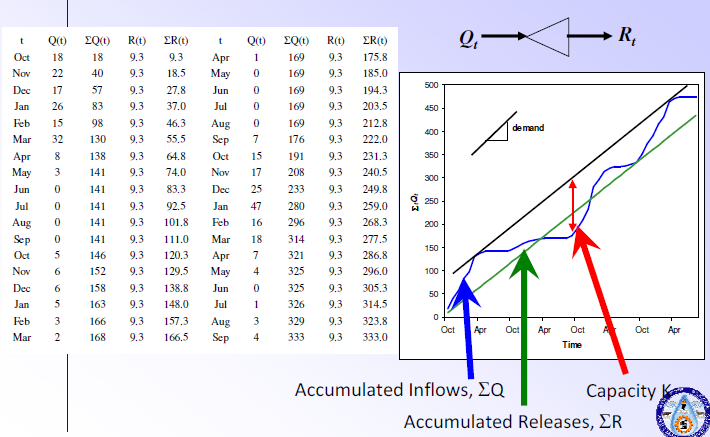 Qt Rt
t Q(t) ΣQ(t) R(t) ΣR(t) t Q(t) ΣQ(t) R(t) ΣR(t)
Oct 18 18 9.3 9.3 Apr 1 169 9.3 175.8
Nov 22 40 9.3 18.5 May 0 169 9.3 185.0
Dec 17 57 9.3 27.8 Jun 0 169 9.3 194.3
Jan 26 83 9.3 37.0 Jul 0 169 9.3 203.5
Feb 15 98 9.3 46.3 Aug 0 169 9.3 212.8
Mar 32 130 9.3 55.5 Sep 7 176 9.3 222.0
Apr 8 138 9.3 64.8 Oct 15 191 9.3 231.3
May 3 141 9.3 74.0 Nov 17 208 9.3 240.5
Jun 0 141 9.3 83.3 Dec 25 233 9.3 249.8
Jul 0 141 9.3 92.5 Jan 47 280 9.3 259.0
Aug 0 141 9.3 101.8 Feb 16 296 9.3 268.3
Sep 0 141 9.3 111.0 Mar 18 314 9.3 277.5
Oct 5 146 9.3 120.3 Apr 7 321 9.3 286.8
Nov 6 152 9.3 129.5 May 4 325 9.3 296.0
Dec 6 158 9.3 138.8 Jun 0 325 9.3 305.3
Jan 5 163 9.3 148.0 Jul 1 326 9.3 314.5
Feb 3 166 9.3 157.3 Aug 3 329 9.3 323.8
Mar 2 168 9.3 166.5 Sep 4 333 9.3 333.0
500
450
400
350
300
250
200
150
100
50
0
demand
Oct Apr Oct Apr Oct Oct Apr
Time
Accumulated Inflows, ΣQ
Capacity K
Accumulated Releases, ΣR